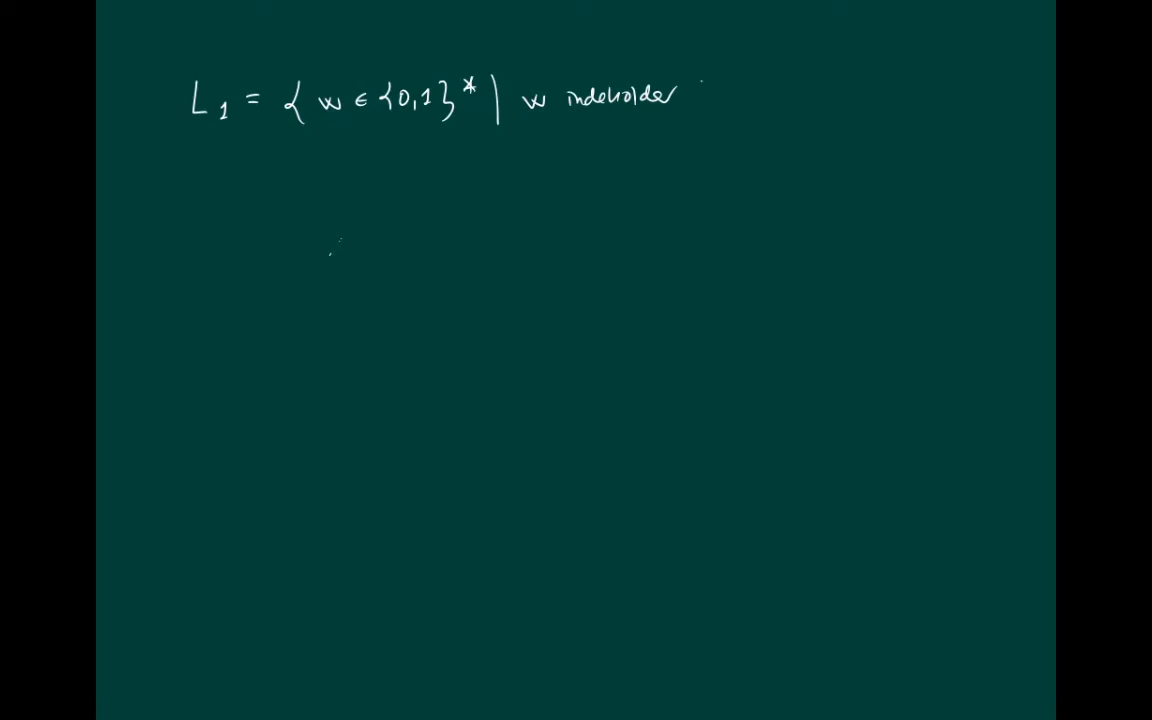 L₁ = { w ∈ {0,1}* | w indeholder